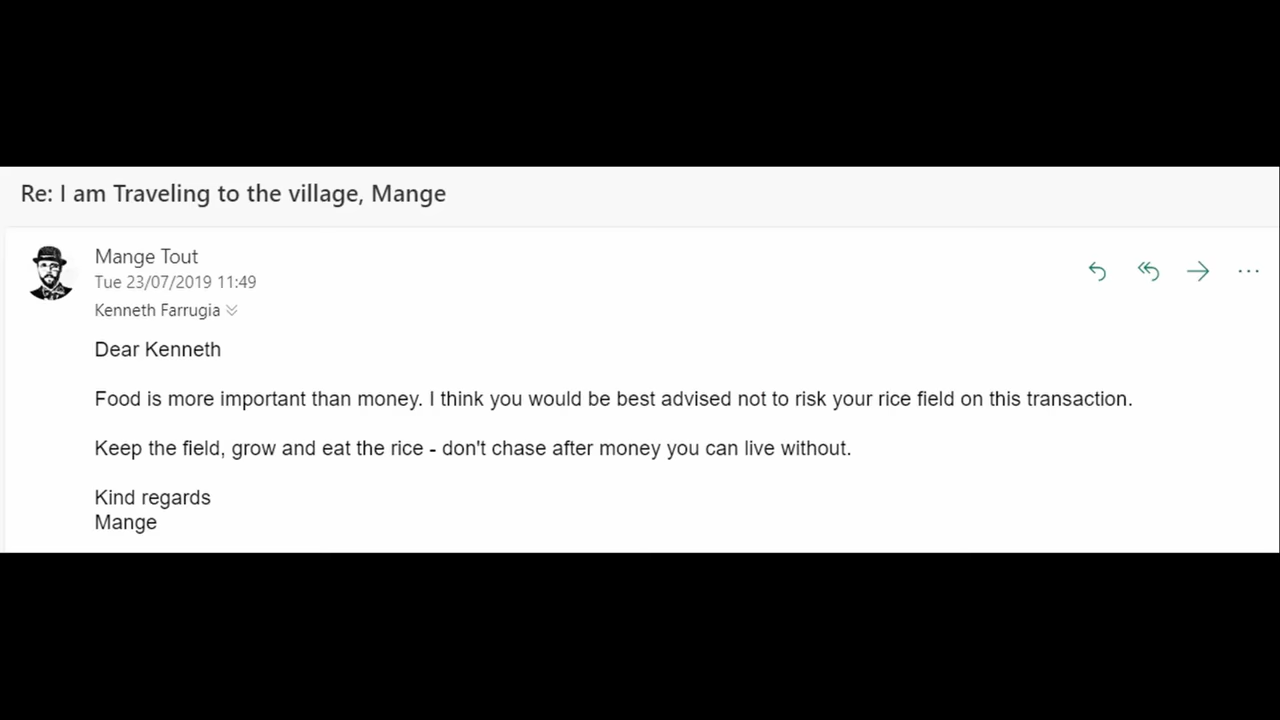 Re: I am Traveling to the village, Mange
Mange Tout
Tue 23/07/2019 11:49
Kenneth Farrugia
Dear Kenneth
Food is more important than money. I think you would be best advised not to risk your rice field on this transaction.
Keep the field, grow and eat the rice - don't chase after money you can live without.
Kind regards
Mange